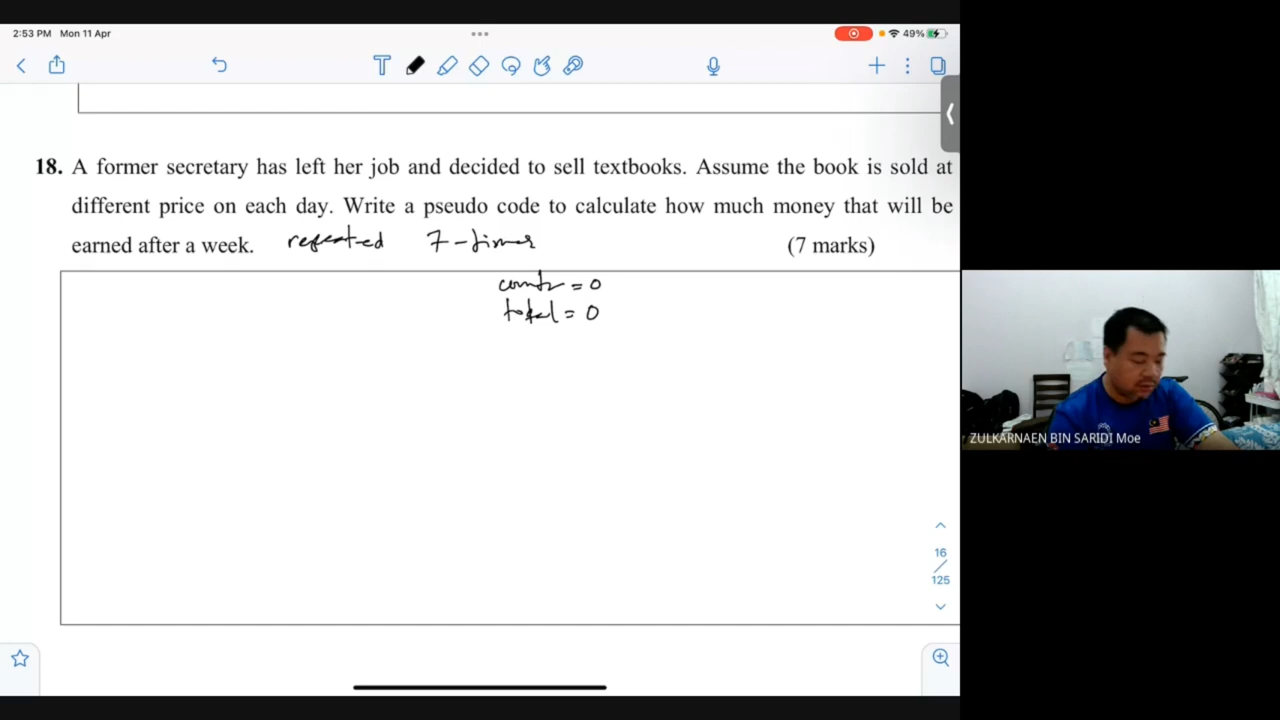 2:53 PM Mon 11 Apr
49%
18. A former secretary has left her job and decided to sell textbooks. Assume the book is sold at
different price on each day. Write a pseudo code to calculate how much money that will be
earned after a week. repeated 7-times (7 marks)
= 0
total = 0
ZULKARNAEN BIN SARIDI Moe
16
/
125